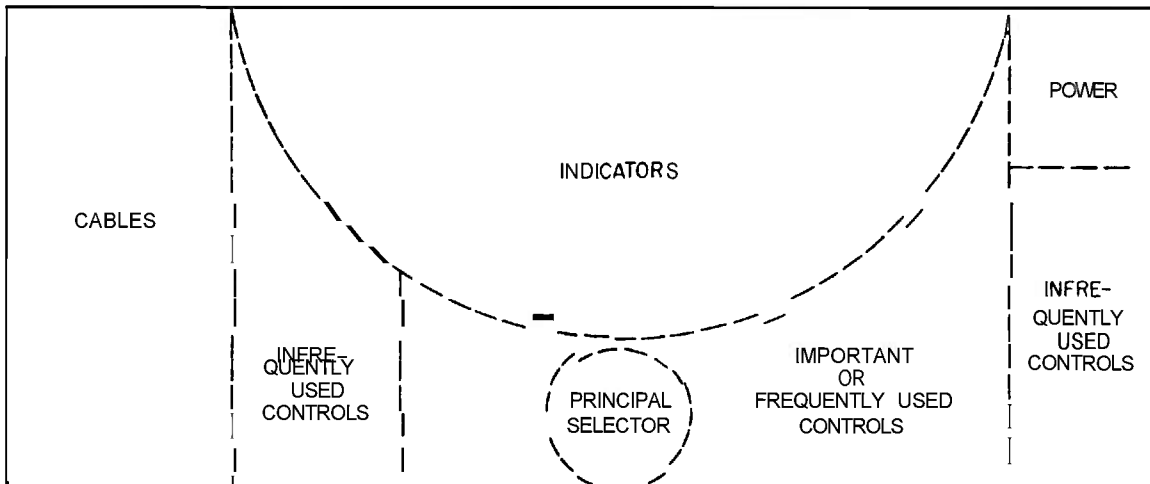 POWER
INDICATORS
CABLES
INFRE-
QUENTLY
USED
CONTROLS
PRINCIPAL
SELECTOR
IMPORTANT
OR
FREQUENTLY USED
CONTROLS
INFRE-
QUENTLY
USED
CONTROLS